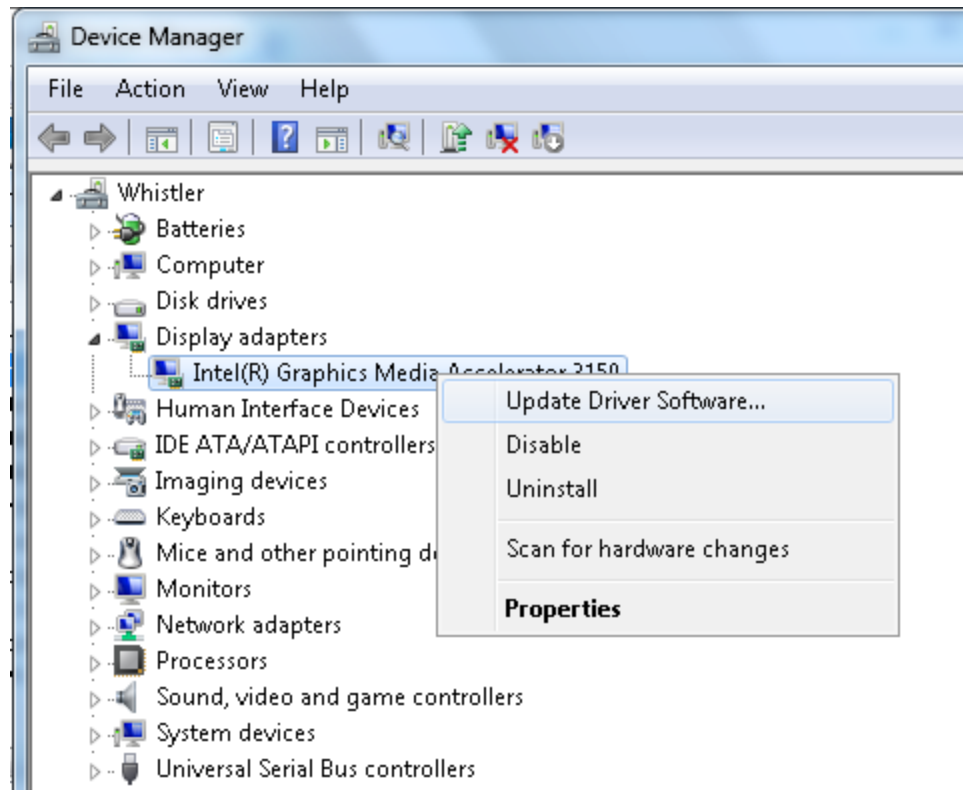 Device Manager
File Action View Help
Whistler
Batteries
Computer
Disk drives
Display adapters
Intel(R) Graphics Media Accelerator 3150
Update Driver Software...
Human Interface Devices
Disable
IDE ATA/ATAPI controllers
Imaging devices
Uninstall
Keyboards
Scan for hardware changes
Mice and other pointing
Monitors
Properties
Network adapters
Processors
Sound, video and game controllers
System devices
Universal Serial Bus controllers